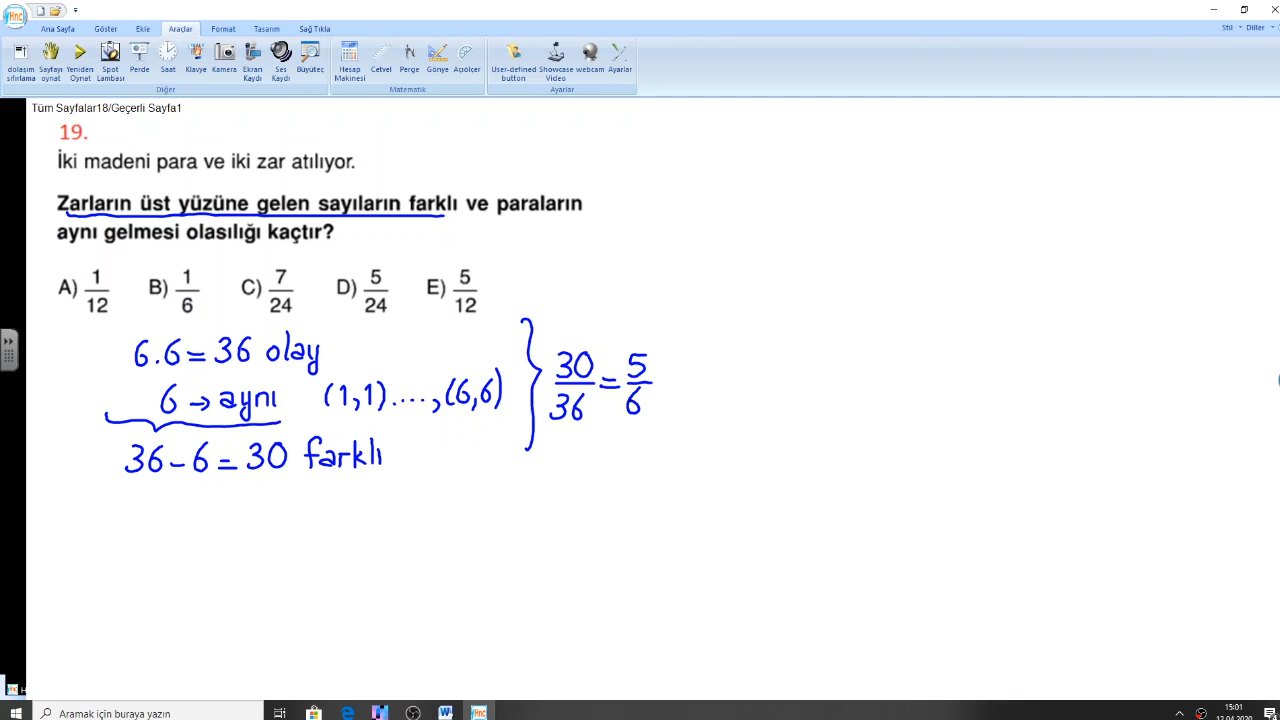 Ana Sayfa Göster Ekle Araçlar Format Tasarım Sağ Tıkla Stil Diller
dolaşım sıfırlama Sayfayı oynat Yeniden Oynat Spot Lambası Perde Saat Klavye Kamera Ekran Kaydı Ses Kaydı Büyüteç Hesap Makinesi Cetvel Perge Gönye Açıölçer User-defined button Showcase Video webcam Ayarlar
Diğer Matematik Ayarlar
Tüm Sayfalar18/Geçerli Sayfa1
19.
İki madeni para ve iki zar atılıyor.
Zarların üst yüzüne gelen sayıların farklı ve paraların
aynı gelmesi olasılığı kaçtır?
A) 1/12 B) 1/6 C) 7/24 D) 5/24 E) 5/12
6.6=36 olay
6 → aynı (1,1)....,(6,6) } 30/36 = 5/6
36-6=30 farklı
Aramak için buraya yazın
15:01
12.04.2020